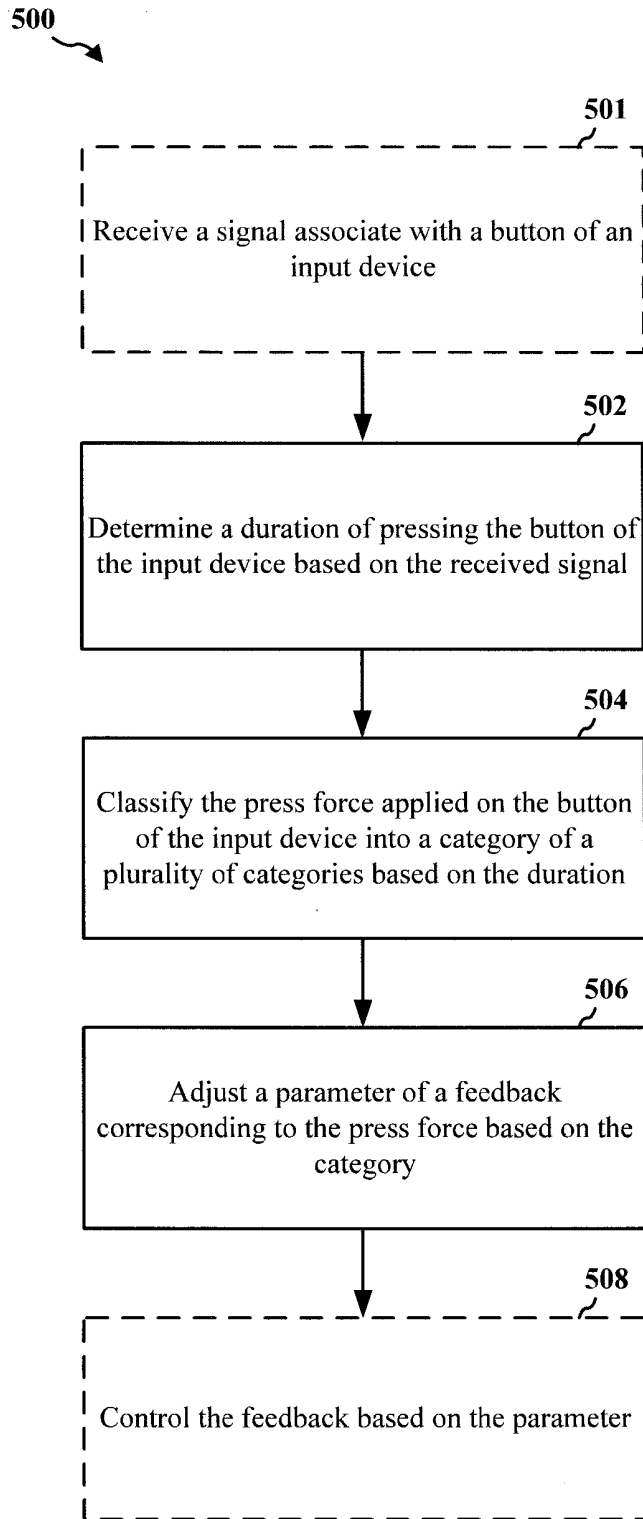 500
501
Receive a signal associate with a button of an
input device
502
Determine a duration of pressing the button of
the input device based on the received signal
504
Classify the press force applied on the button
of the input device into a category of a
plurality of categories based on the duration
506
Adjust a parameter of a feedback
corresponding to the press force based on the
category
508
Control the feedback based on the parameter